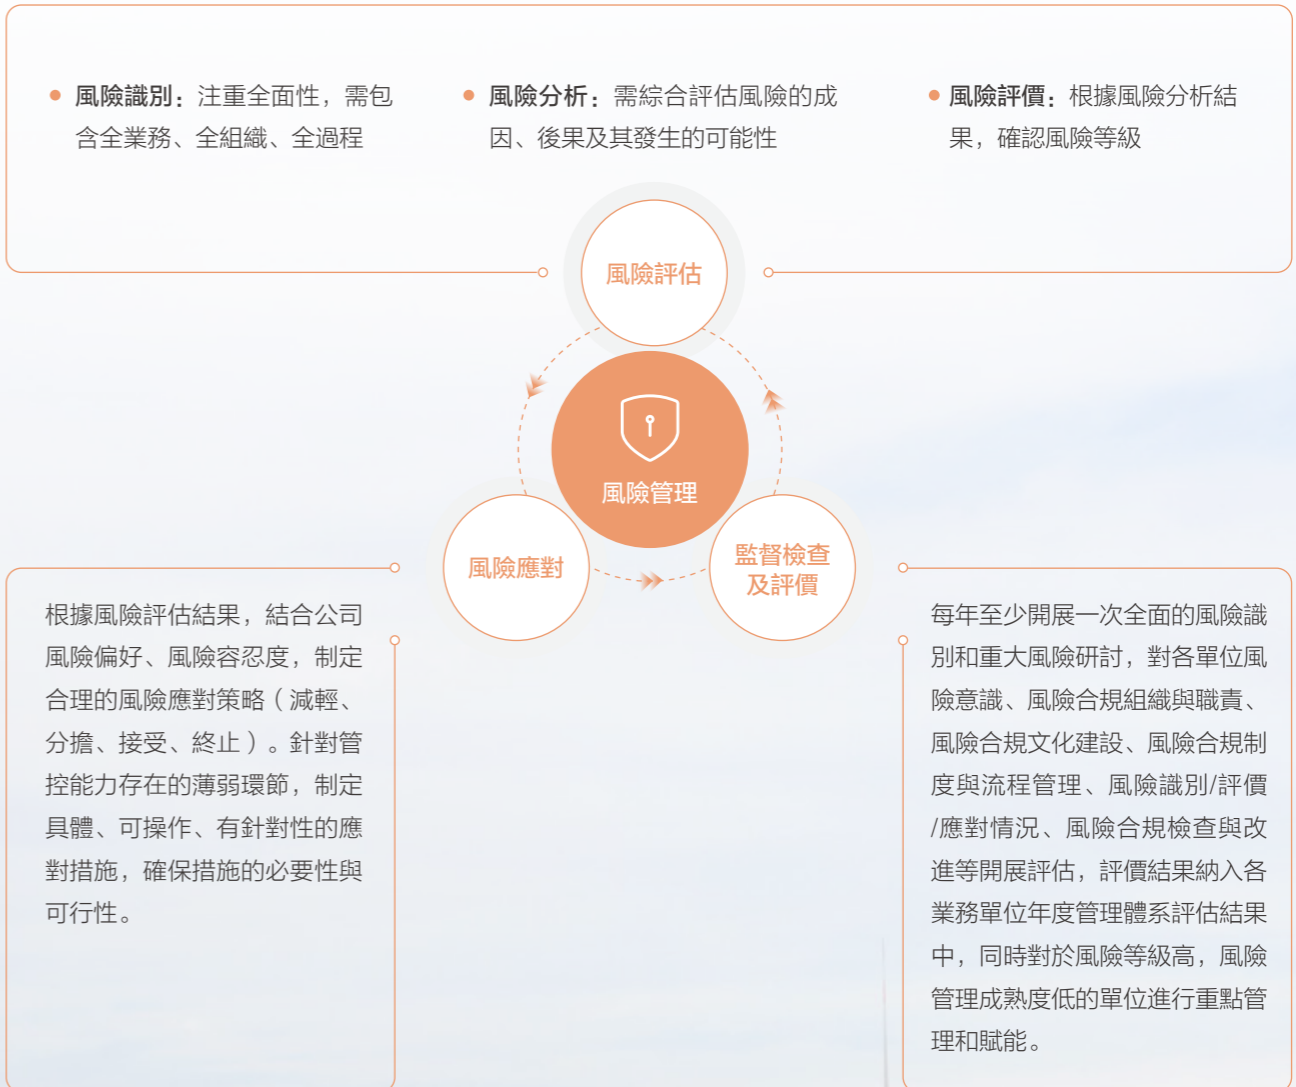 風險識別：注重全面性，需包
含全業務、全組織、全過程
風險分析：需綜合評估風險的成
因、後果及其發生的可能性
風險評價：根據風險分析結
果，確認風險等級
風險評估
風險管理
風險應對
監督檢查
及評價
根據風險評估結果，結合公司
風險偏好、風險容忍度，制定
合理的風險應對策略（減輕、
分擔、接受、終止）。針對管
控能力存在的薄弱環節，制定
具體、可操作、有針對性的應
對措施，確保措施的必要性與
可行性。
每年至少開展一次全面的風險識
別和重大風險研討，對各單位風
險意識、風險合規組織與職責、
風險合規文化建設、風險合規制
度與流程管理、風險識別/評價
/應對情況、風險合規檢查與改
進等開展評估，評價結果納入各
業務單位年度管理體系評估結果
中，同時對於風險等級高，風險
管理成熟度低的單位進行重點管
理和賦能。